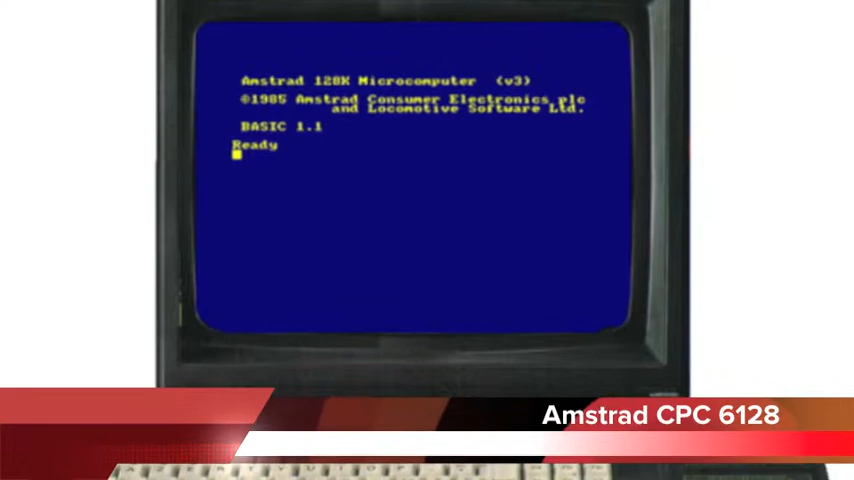 Amstrad 128K Microcomputer (v3)
©1985 Amstrad Consumer Electronics plc
and Locomotive Software Ltd.
BASIC 1.1
Ready
Amstrad CPC 6128